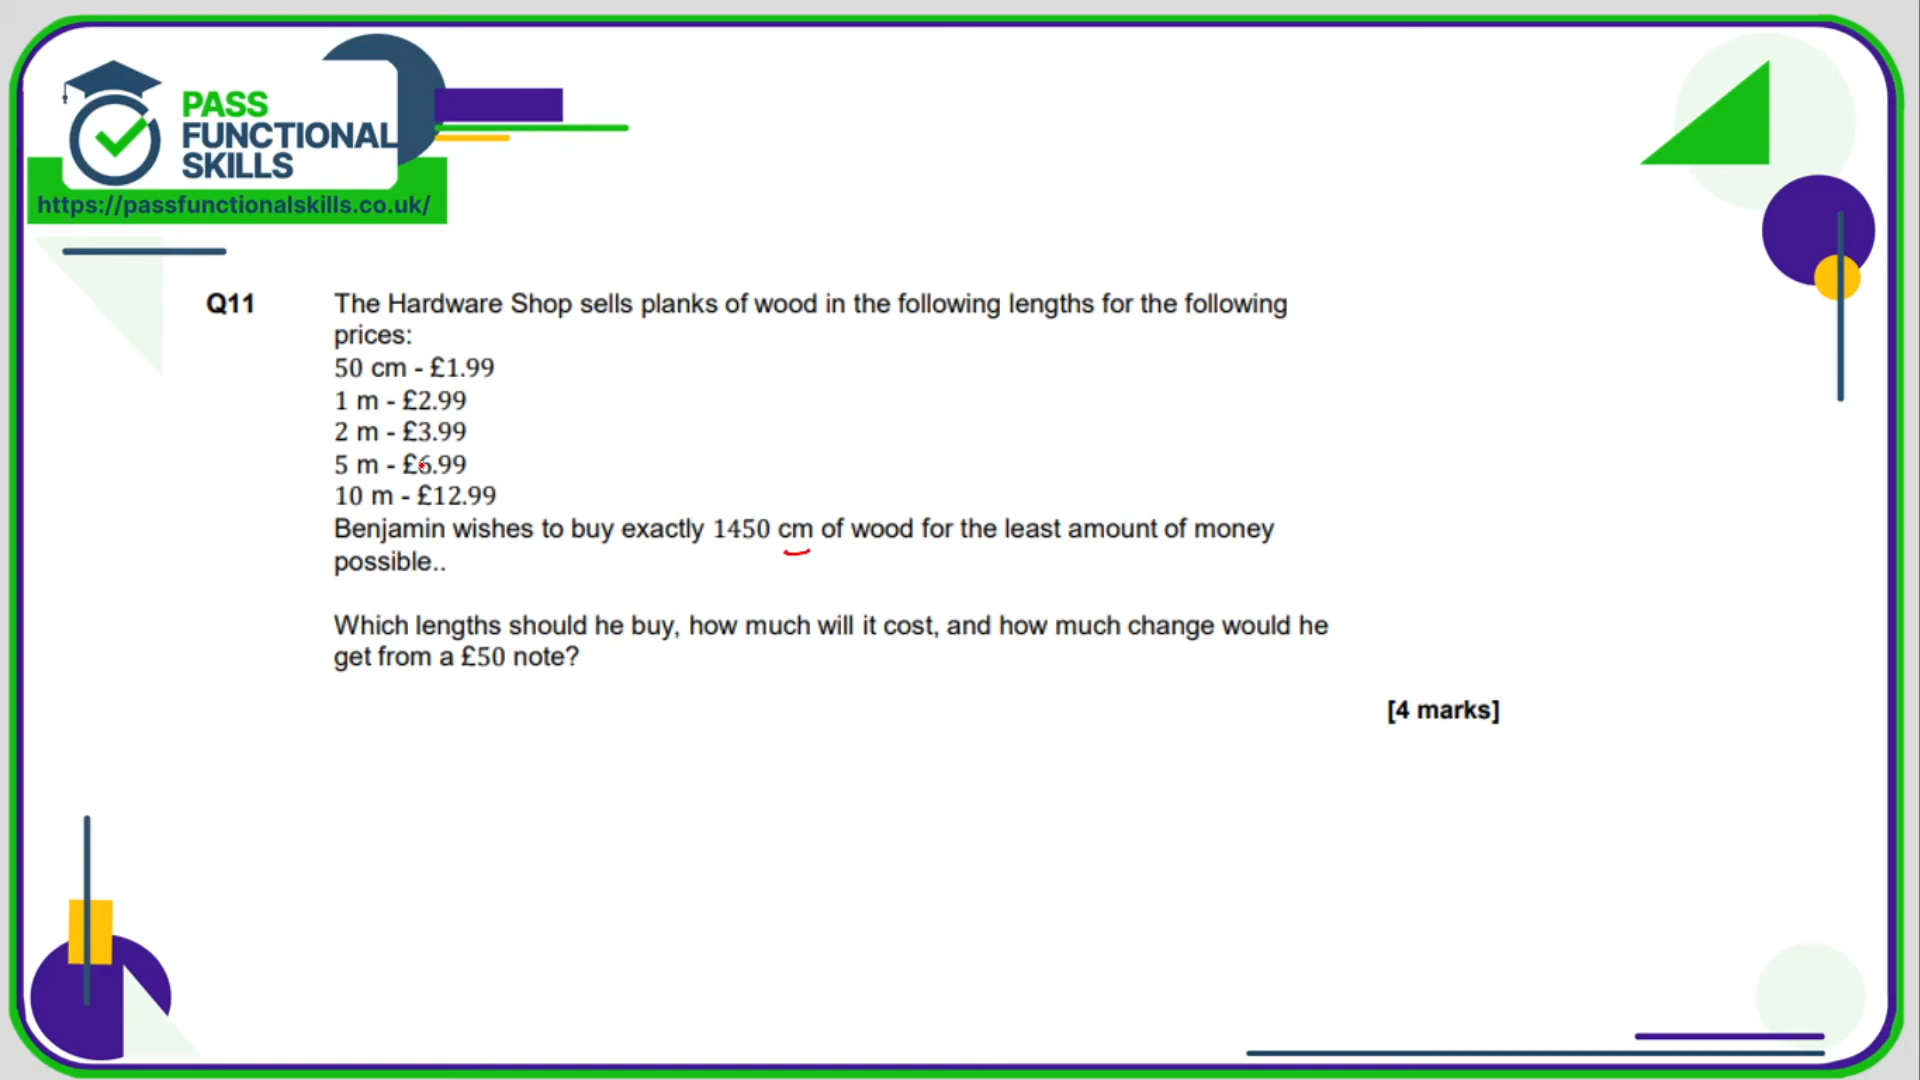 PASS
FUNCTIONAL
SKILLS
https://passfunctionalskills.co.uk/
Q11 The Hardware Shop sells planks of wood in the following lengths for the following
prices:
50 cm - £1.99
1 m - £2.99
2 m - £3.99
5 m - £6.99
10 m - £12.99
Benjamin wishes to buy exactly 1450 cm of wood for the least amount of money
possible..
Which lengths should he buy, how much will it cost, and how much change would he
get from a £50 note?
[4 marks]